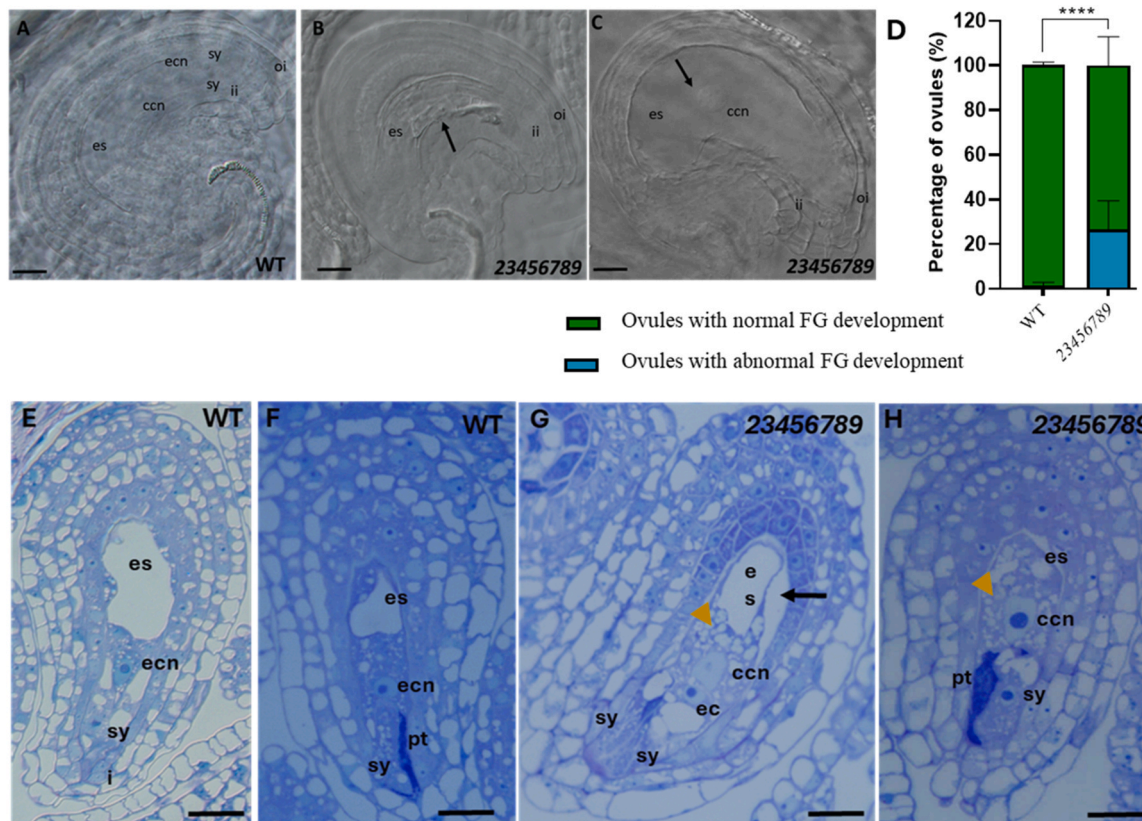 A
ecn
sy
oi
sy
ii
ccn
es
WT
B
es
ii
oi
23456789
C
es
ccn
ii
oi
23456789
D
****
Percentage of ovules (%)
120
100
80
60
40
20
0
WT
23456789
Ovules with normal FG development
Ovules with abnormal FG development
E
WT
es
ecn
sy
i
F
WT
es
ecn
pt
sy
G
23456789
e
s
ccn
ec
sy
sy
H
23456789
es
ccn
pt
sy